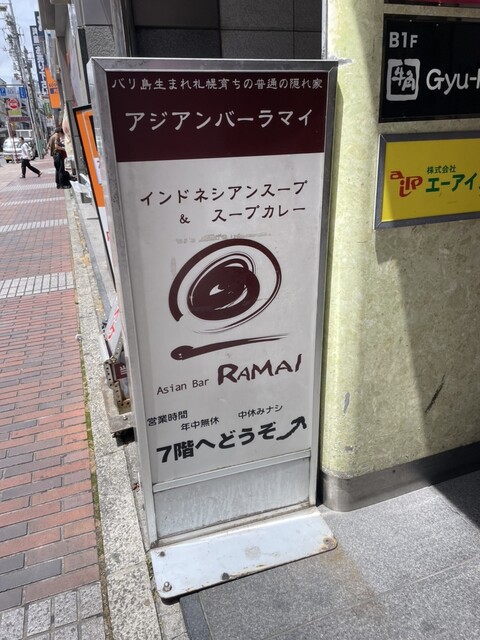 バリ島生まれ札幌育ちの普通の隠れ家
アジアンバーラマイ
インドネシアンスープ
& スープカレー
Asian Bar RAMAI
営業時間
年中無休 中休みナシ
7階へどうぞ
B1F
牛角 Gyu-
株式会社
エーアイ